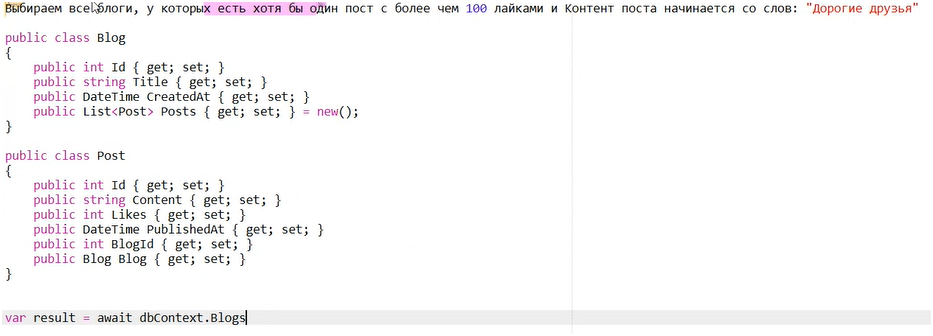 Выбираем все блоги, у которых есть хотя бы один пост с более чем 100 лайками и Контент поста начинается со слов: "Дорогие друзья"
public class Blog
{
    public int Id { get; set; }
    public string Title { get; set; }
    public DateTime CreatedAt { get; set; }
    public List<Post> Posts { get; set; } = new();
}
public class Post
{
    public int Id { get; set; }
    public string Content { get; set; }
    public int Likes { get; set; }
    public DateTime PublishedAt { get; set; }
    public int BlogId { get; set; }
    public Blog Blog { get; set; }
}
var result = await dbContext.Blogs